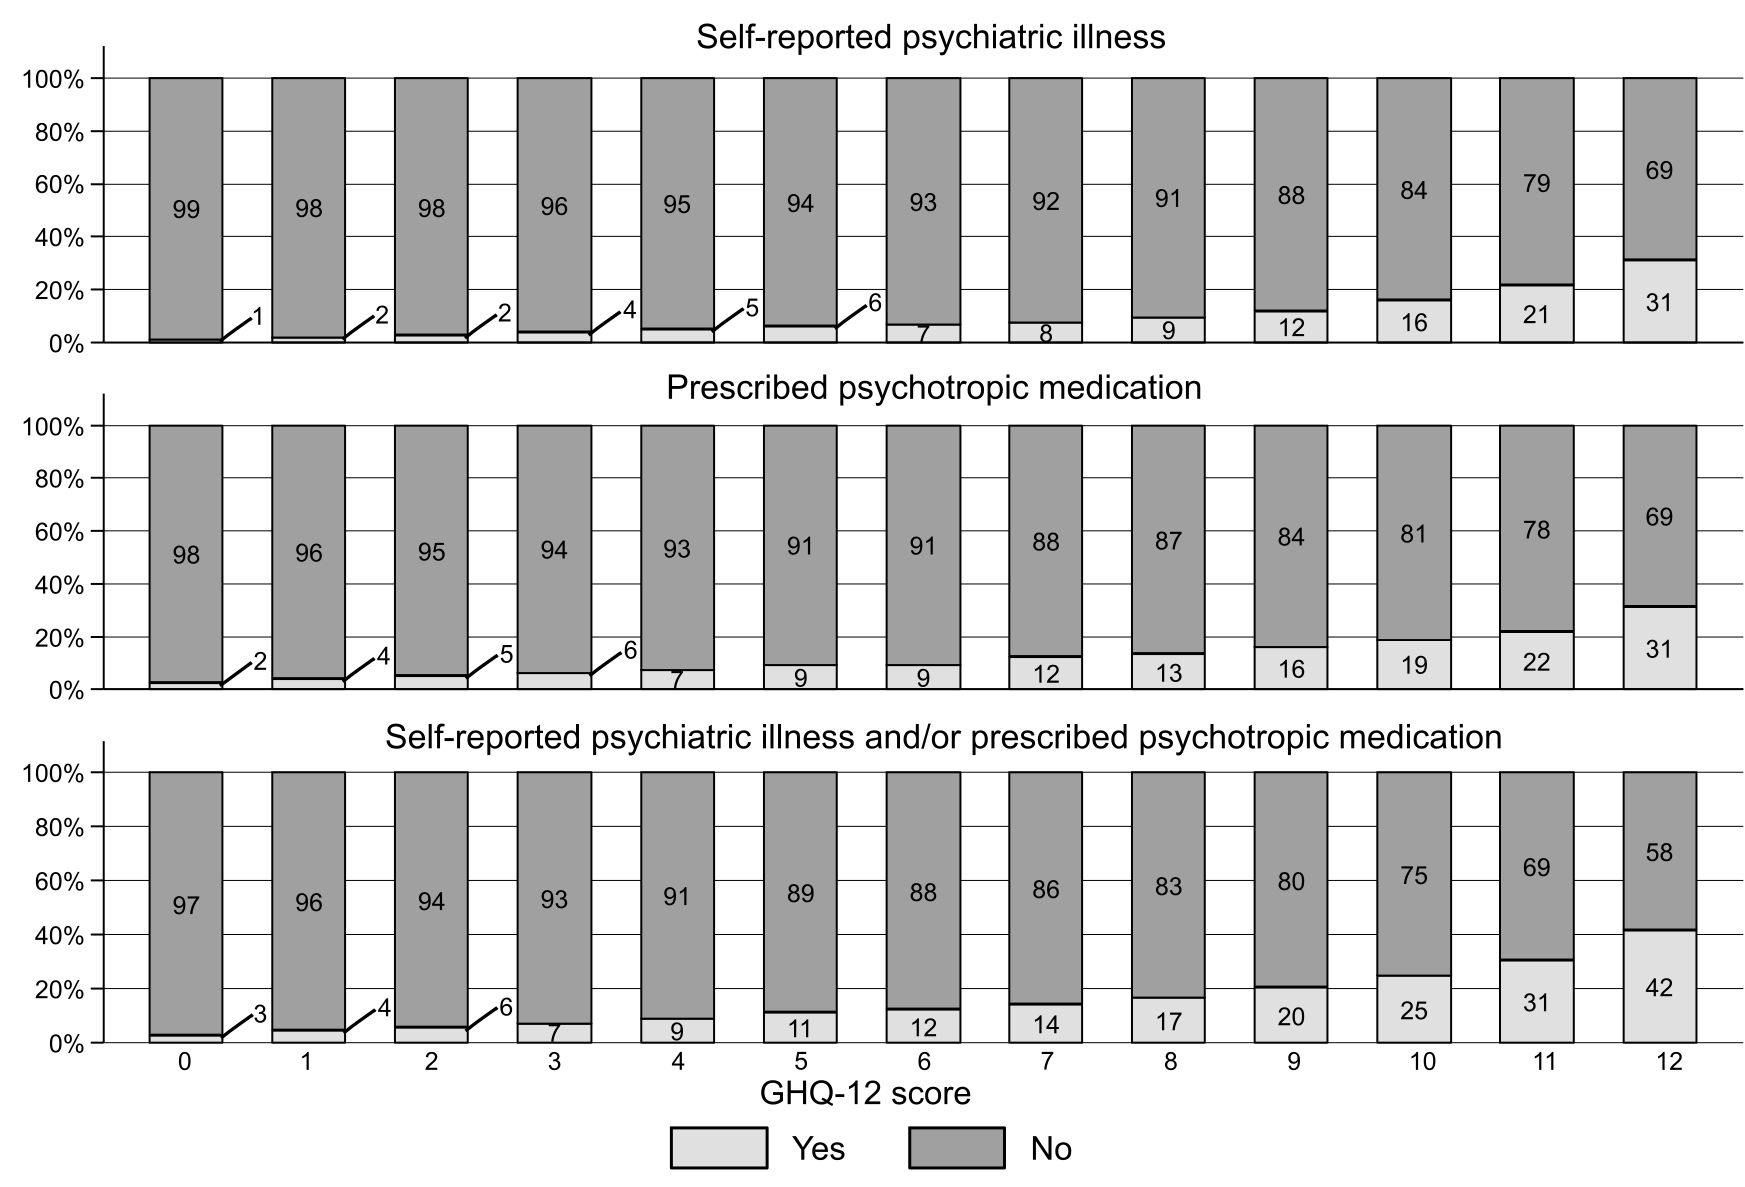 Self-reported psychiatric illness
100%
80%
60%
40%
20%
0%
99 98 98 96 95 94 93 92 91 88 84 79 69
1 2 2 4 5 6 7 8 9 12 16 21 31
Prescribed psychotropic medication
100%
80%
60%
40%
20%
0%
98 96 95 94 93 91 91 88 87 84 81 78 69
2 4 5 6 7 9 9 12 13 16 19 22 31
Self-reported psychiatric illness and/or prescribed psychotropic medication
100%
80%
60%
40%
20%
0%
97 96 94 93 91 89 88 86 83 80 75 69 58
3 4 6 7 9 11 12 14 17 20 25 31 42
0 1 2 3 4 5 6 7 8 9 10 11 12
GHQ-12 score
Yes No